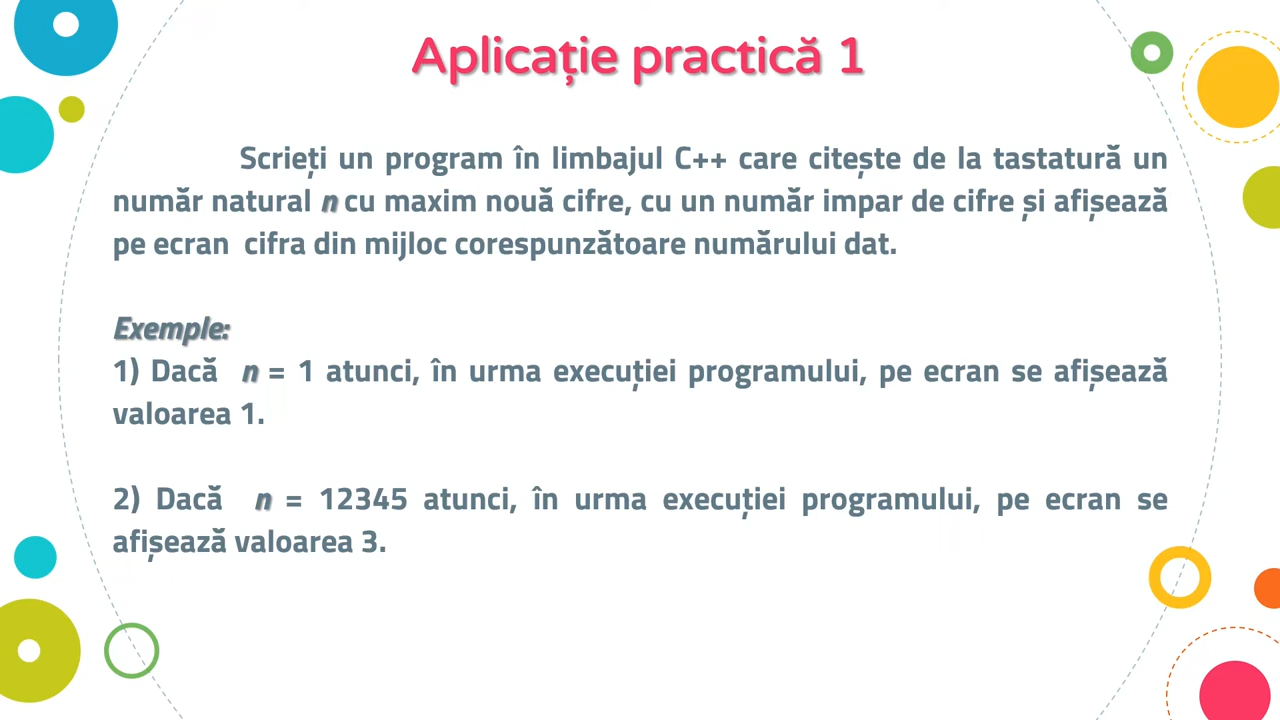 Aplicație practică 1
Scrieți un program în limbajul C++ care citește de la tastatură un
număr natural n cu maxim nouă cifre, cu un număr impar de cifre și afișează
pe ecran cifra din mijloc corespunzătoare numărului dat.
Exemple:
1) Dacă n = 1 atunci, în urma execuției programului, pe ecran se afișează
valoarea 1.
2) Dacă n = 12345 atunci, în urma execuției programului, pe ecran se
afișează valoarea 3.